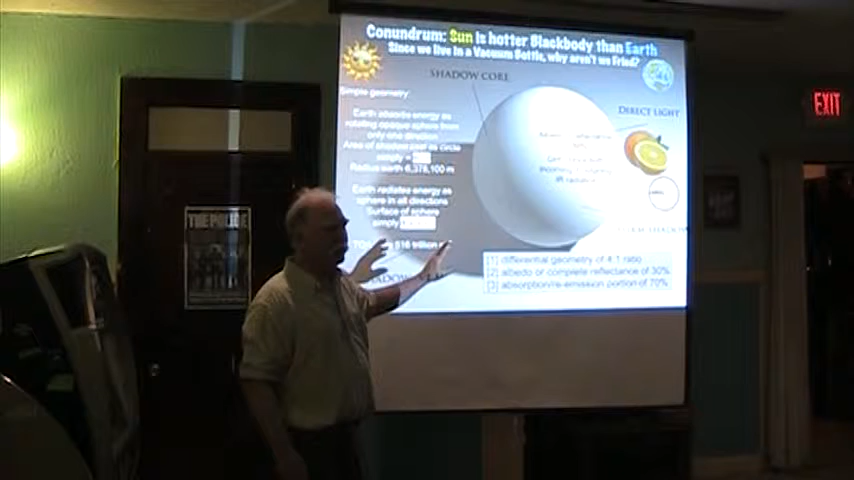 Conundrum: Sun is hotter Blackbody than Earth
Since we live in a Vacuum Bottle, why aren't we Fried?
SHADOW CORE
Simple geometry:
DIRECT LIGHT
Earth absorbs energy as
rotating opaque sphere from
only one direction
Area of shadow cast as circle
simply =
Radius earth 6,378,100 m
Earth radiates energy as
sphere in all directions
Surface of sphere
simply
516 trillion
[1] differential geometry of 4:1 ratio
[2] albedo or complete reflectance of 30%
[3] absorption/re-emission portion of 70%
THE POLICE
EXIT